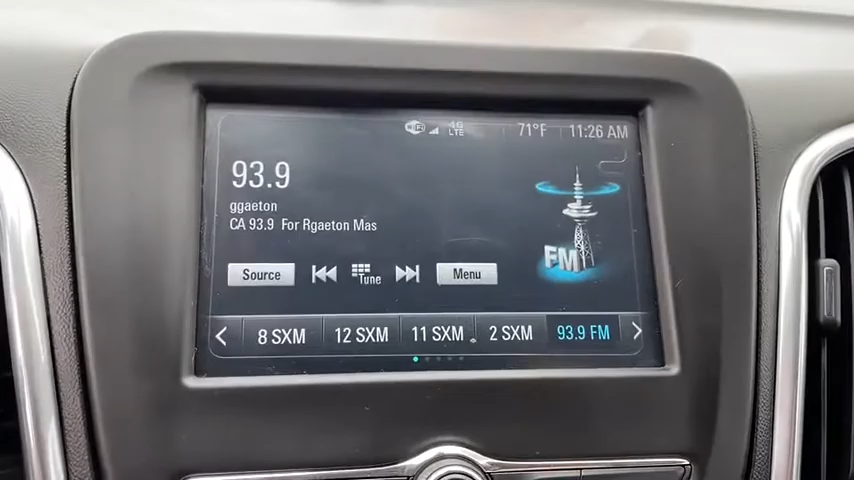 WiFi 4G LTE 71°F 11:26 AM
93.9
ggaeton
CA 93.9 For Rgaeton Mas
FM
Source Tune Menu
8 SXM 12 SXM 11 SXM 2 SXM 93.9 FM